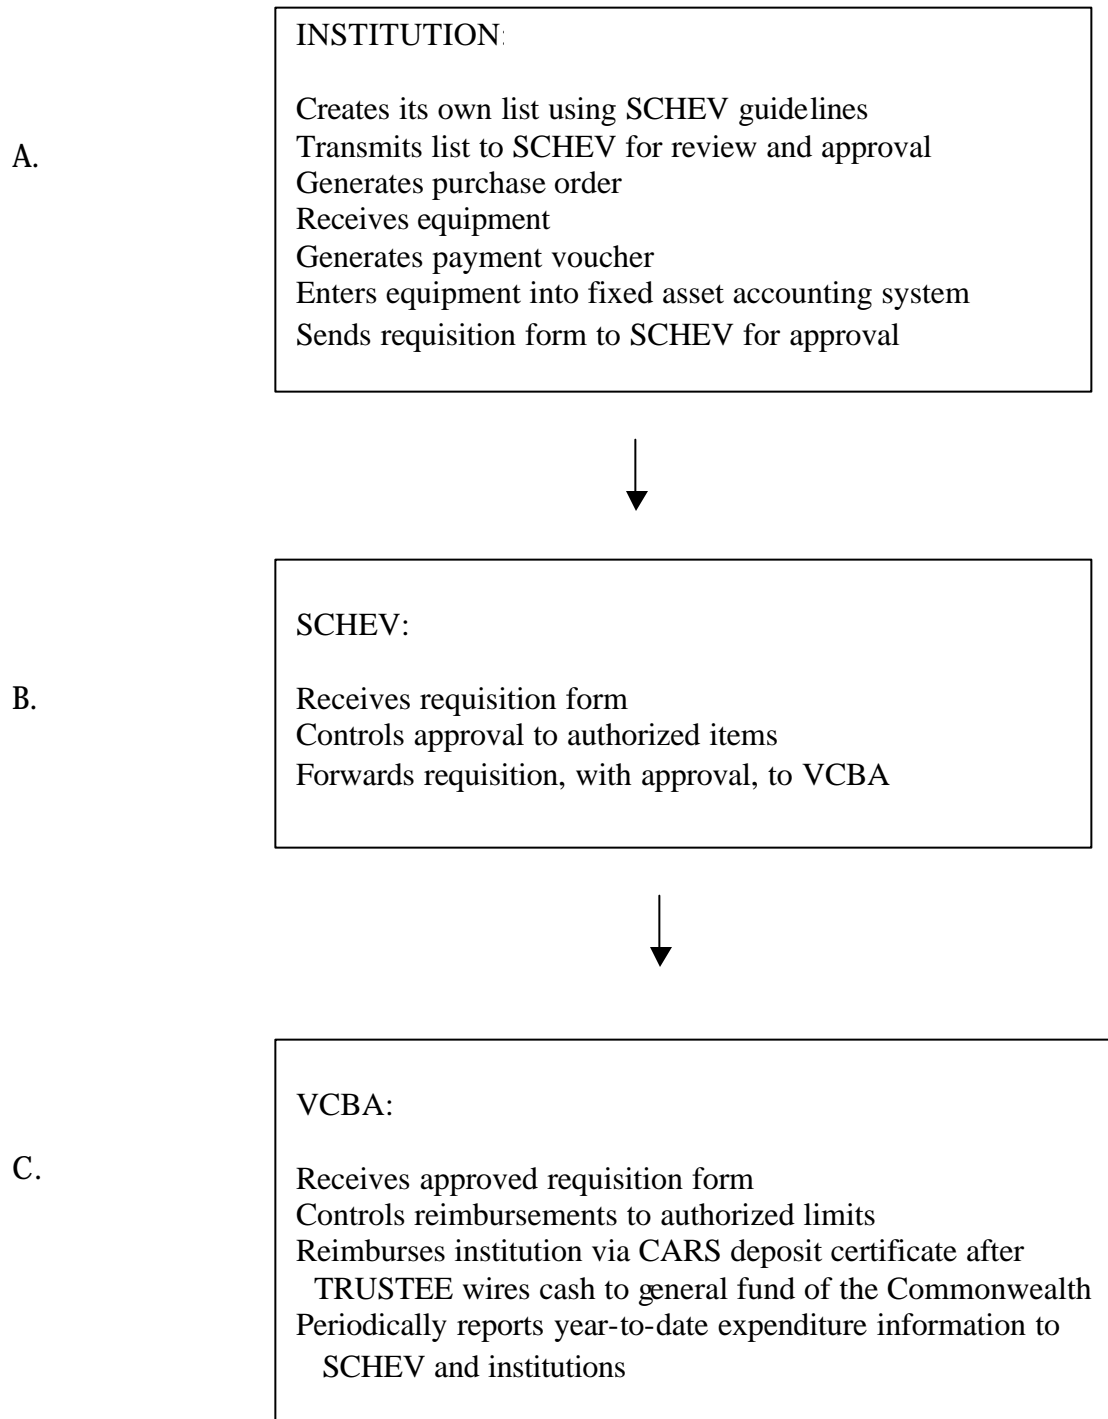 INSTITUTION:
A.
Creates its own list using SCHEV guidelines
Transmits list to SCHEV for review and approval
Generates purchase order
Receives equipment
Generates payment voucher
Enters equipment into fixed asset accounting system
Sends requisition form to SCHEV for approval
B.
SCHEV:
Receives requisition form
Controls approval to authorized items
Forwards requisition, with approval, to VCBA
C.
VCBA:
Receives approved requisition form
Controls reimbursements to authorized limits
Reimburses institution via CARS deposit certificate after
TRUSTEE wires cash to general fund of the Commonwealth
Periodically reports year-to-date expenditure information to
SCHEV and institutions